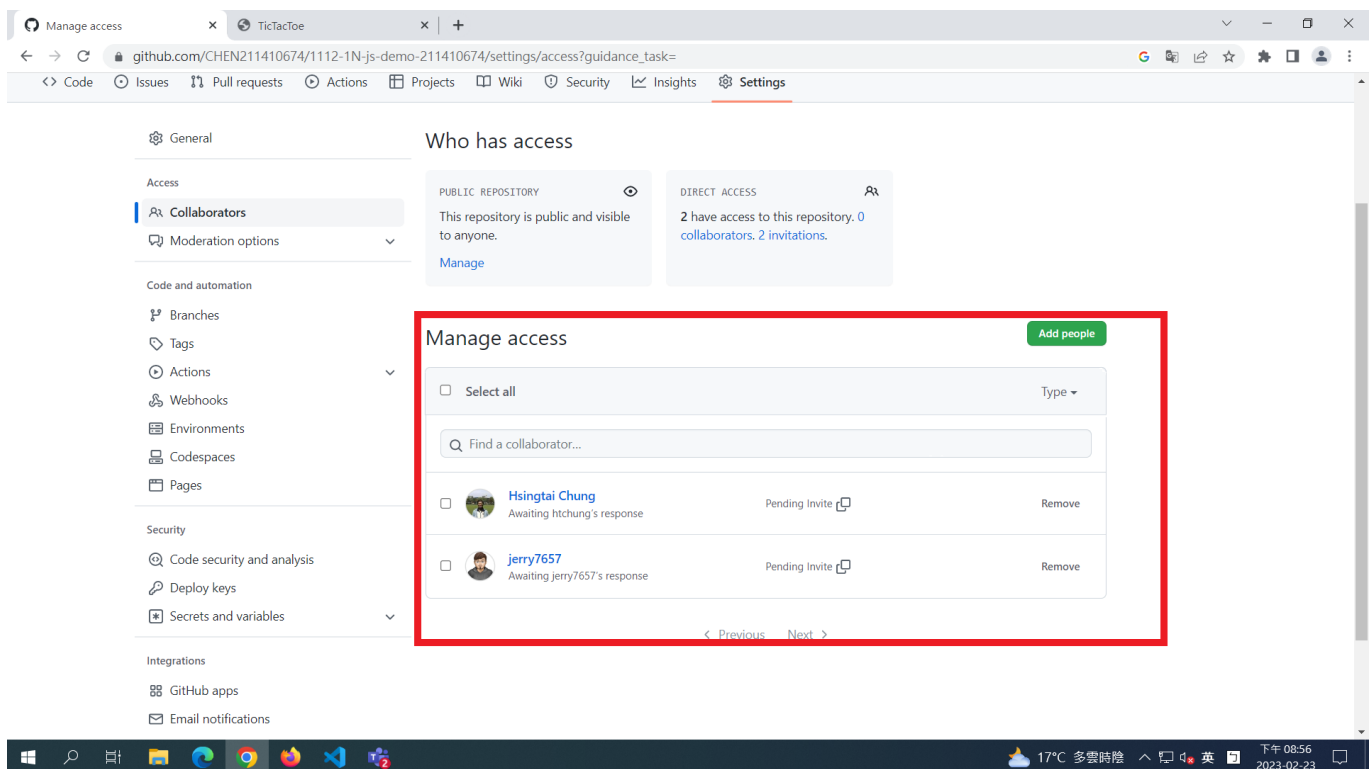 Manage access
TicTacToe
github.com/CHEN211410674/1112-1N-js-demo-211410674/settings/access?guidance_task=
Code
Issues
Pull requests
Actions
Projects
Wiki
Security
Insights
Settings
General
Access
Collaborators
Moderation options
Code and automation
Branches
Tags
Actions
Webhooks
Environments
Codespaces
Pages
Security
Code security and analysis
Deploy keys
Secrets and variables
Integrations
GitHub apps
Email notifications
Who has access
PUBLIC REPOSITORY
This repository is public and visible
to anyone.
Manage
DIRECT ACCESS
2 have access to this repository. 0
collaborators. 2 invitations.
Manage access
Add people
Select all
Type
Find a collaborator...
Hsingtai Chung
Awaiting htchung's response
Pending Invite
Remove
jerry7657
Awaiting jerry7657's response
Pending Invite
Remove
Previous
Next
17°C 多雲時陰
英
下午 08:56
2023-02-23